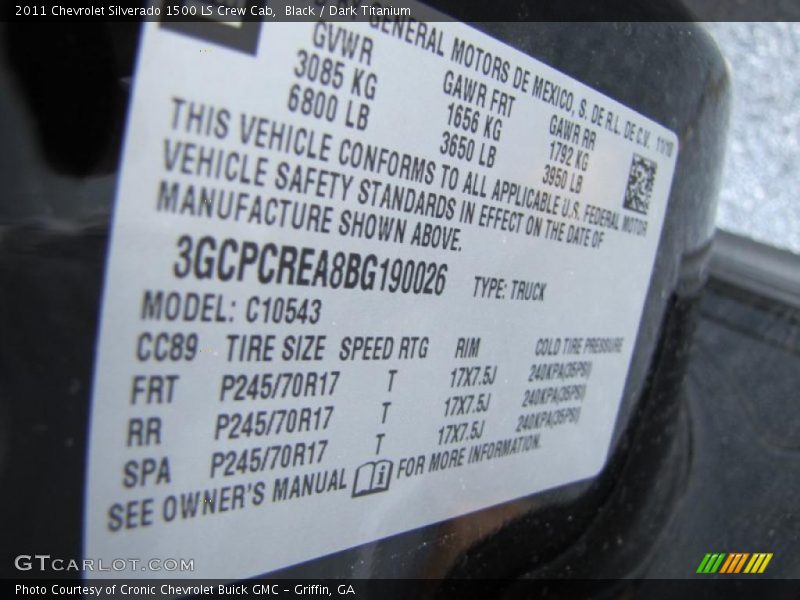 2011 Chevrolet Silverado 1500 LS Crew Cab, Black / Dark Titanium
GENERAL MOTORS DE MEXICO, S. DE R.L. DE C.V. 11/10
GVWR GAWR FRT GAWR RR
3085 KG 1656 KG 1792 KG
6800 LB 3650 LB 3950 LB
THIS VEHICLE CONFORMS TO ALL APPLICABLE U.S. FEDERAL MOTOR
VEHICLE SAFETY STANDARDS IN EFFECT ON THE DATE OF
MANUFACTURE SHOWN ABOVE.
3GCPCREA8BG190026 TYPE: TRUCK
MODEL: C10543
CC89 TIRE SIZE SPEED RTG RIM COLD TIRE PRESSURE
FRT P245/70R17 T 17X7.5J 240KPA(35PSI)
RR P245/70R17 T 17X7.5J 240KPA(35PSI)
SPA P245/70R17 T 17X7.5J 240KPA(35PSI)
SEE OWNER'S MANUAL FOR MORE INFORMATION.
GTCARLOT.COM
Photo Courtesy of Cronic Chevrolet Buick GMC – Griffin, GA